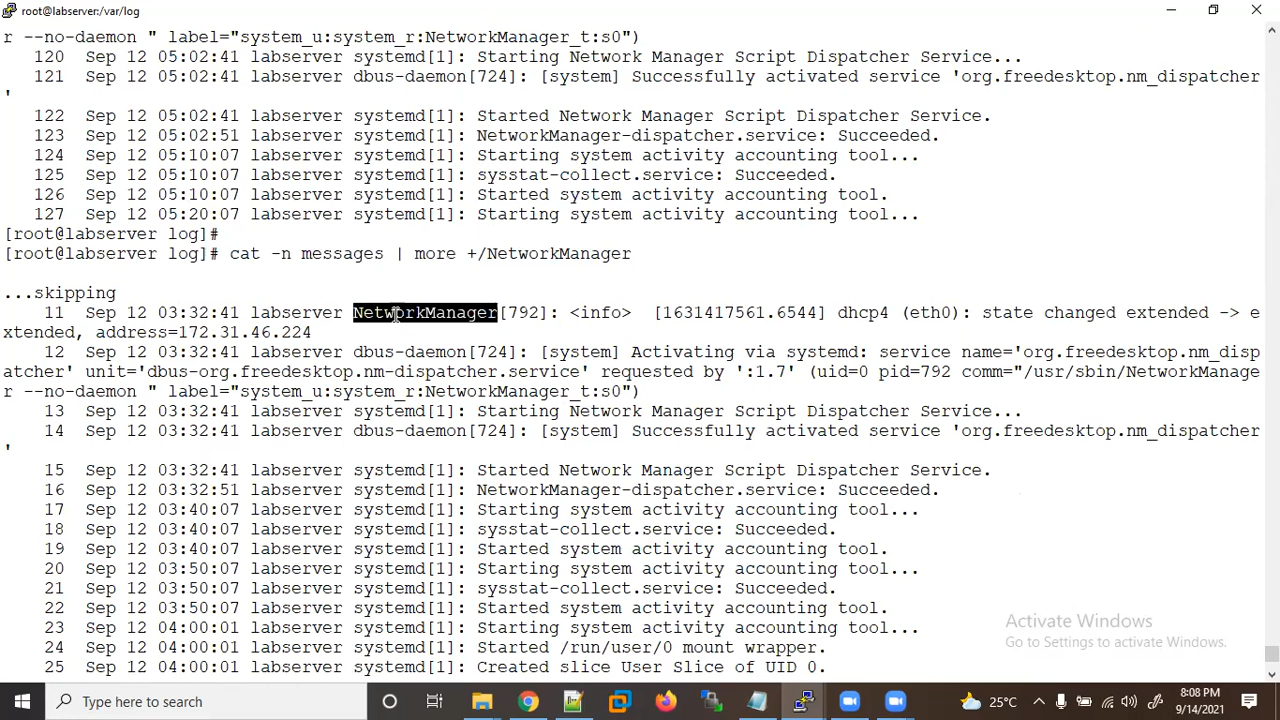 root@labserver:/var/log
r --no-daemon " label="system_u:system_r:NetworkManager_t:s0")
120 Sep 12 05:02:41 labserver systemd[1]: Starting Network Manager Script Dispatcher Service...
121 Sep 12 05:02:41 labserver dbus-daemon[724]: [system] Successfully activated service 'org.freedesktop.nm_dispatcher
'
122 Sep 12 05:02:41 labserver systemd[1]: Started Network Manager Script Dispatcher Service.
123 Sep 12 05:02:51 labserver systemd[1]: NetworkManager-dispatcher.service: Succeeded.
124 Sep 12 05:10:07 labserver systemd[1]: Starting system activity accounting tool...
125 Sep 12 05:10:07 labserver systemd[1]: sysstat-collect.service: Succeeded.
126 Sep 12 05:10:07 labserver systemd[1]: Started system activity accounting tool.
127 Sep 12 05:20:07 labserver systemd[1]: Starting system activity accounting tool...
[root@labserver log]#
[root@labserver log]# cat -n messages | more +/NetworkManager
...skipping
11 Sep 12 03:32:41 labserver NetworkManager[792]: <info>  [1631417561.6544] dhcp4 (eth0): state changed extended -> e
xtended, address=172.31.46.224
12 Sep 12 03:32:41 labserver dbus-daemon[724]: [system] Activating via systemd: service name='org.freedesktop.nm_disp
atcher' unit='dbus-org.freedesktop.nm-dispatcher.service' requested by ':1.7' (uid=0 pid=792 comm="/usr/sbin/NetworkManage
r --no-daemon " label="system_u:system_r:NetworkManager_t:s0")
13 Sep 12 03:32:41 labserver systemd[1]: Starting Network Manager Script Dispatcher Service...
14 Sep 12 03:32:41 labserver dbus-daemon[724]: [system] Successfully activated service 'org.freedesktop.nm_dispatcher
'
15 Sep 12 03:32:41 labserver systemd[1]: Started Network Manager Script Dispatcher Service.
16 Sep 12 03:32:51 labserver systemd[1]: NetworkManager-dispatcher.service: Succeeded.
17 Sep 12 03:40:07 labserver systemd[1]: Starting system activity accounting tool...
18 Sep 12 03:40:07 labserver systemd[1]: sysstat-collect.service: Succeeded.
19 Sep 12 03:40:07 labserver systemd[1]: Started system activity accounting tool.
20 Sep 12 03:50:07 labserver systemd[1]: Starting system activity accounting tool...
21 Sep 12 03:50:07 labserver systemd[1]: sysstat-collect.service: Succeeded.
22 Sep 12 03:50:07 labserver systemd[1]: Started system activity accounting tool.
23 Sep 12 04:00:01 labserver systemd[1]: Starting system activity accounting tool...
24 Sep 12 04:00:01 labserver systemd[1]: Started /run/user/0 mount wrapper.
25 Sep 12 04:00:01 labserver systemd[1]: Created slice User Slice of UID 0.
Activate Windows
Go to Settings to activate Windows.
Type here to search
25°C
8:08 PM
9/14/2021